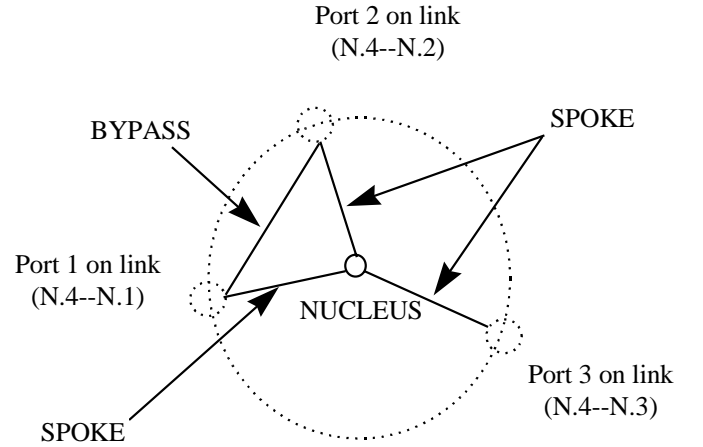 Port 2 on link
(N.4--N.2)
BYPASS
SPOKE
Port 1 on link
(N.4--N.1)
NUCLEUS
Port 3 on link
(N.4--N.3)
SPOKE